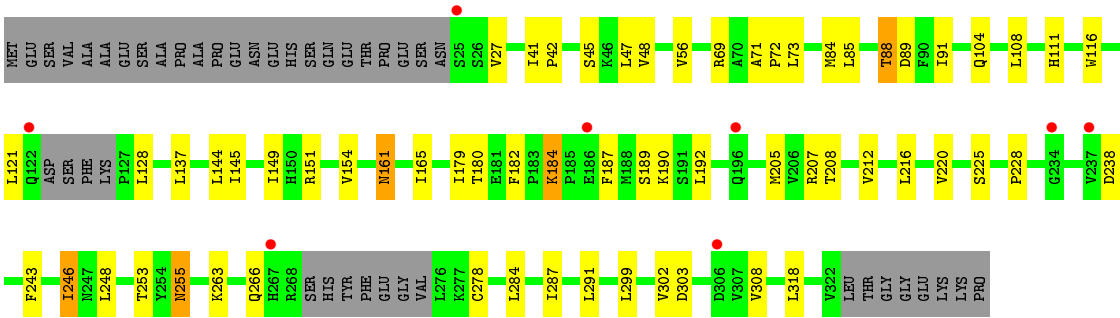 MET GLU SER VAL ALA ALA GLU SER ALA PRO ALA PRO GLU ASN GLU HIS SER GLN GLU THR PRO GLU SER ASN S25 S26 V27 I41 P42 S45 K46 L47 V48 V56 R69 A70 A71 P72 L73 M84 L85 T88 D89 F90 I91 Q104 L108 H111 W116
L121 Q122 ASP SER PHE LYS P127 L128 L137 L144 I145 I149 H150 R151 V154 N161 I165 I179 T180 E181 F182 P183 K184 P185 E186 F187 M188 S189 K190 S191 L192 Q196 M205 V206 R207 T208 V212 L216 V220 S225 P228 G234 V237 D238
F243 I246 N247 L248 T253 Y254 N255 K263 Q266 H267 R268 SER HIS TYR PHE GLU GLY VAL L276 K277 C278 L284 I287 L291 L299 V302 D303 D306 V307 V308 L318 V322 LEU THR GLY GLY GLU LYS LYS PRO